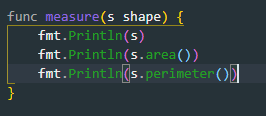 func measure(s shape) {
    fmt.Println(s)
    fmt.Println(s.area())
    fmt.Println(s.perimeter())
}